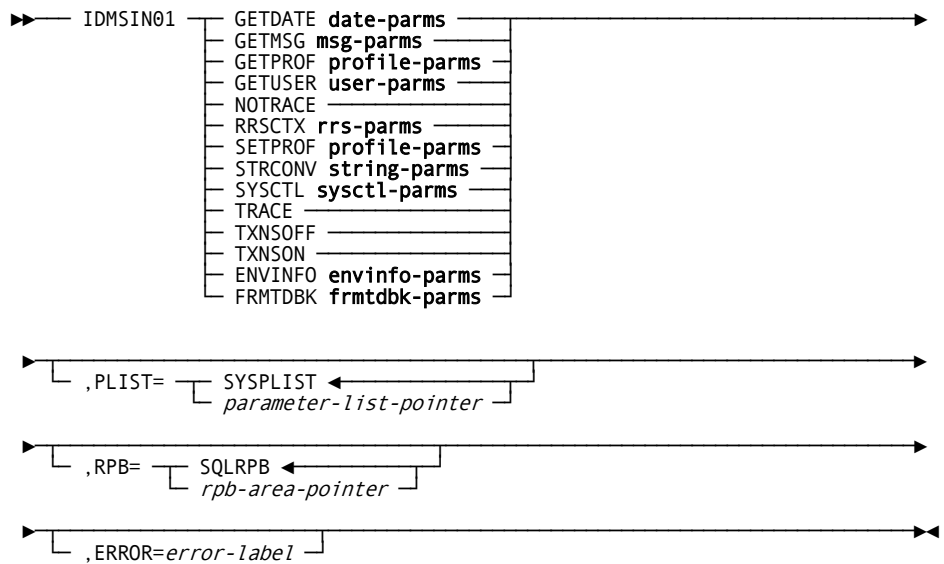 IDMSIN01 GETDATE date-parms
GETMSG msg-parms
GETPROF profile-parms
GETUSER user-parms
NOTRACE
RRSCTX rrs-parms
SETPROF profile-parms
STRCONV string-parms
SYSCTL sysctl-parms
TRACE
TXNSOFF
TXNSON
ENVINFO envinfo-parms
FRMTDBK frmtdbk-parms
,PLIST= SYSPLIST
parameter-list-pointer
,RPB= SQLRPB
rpb-area-pointer
,ERROR=error-label